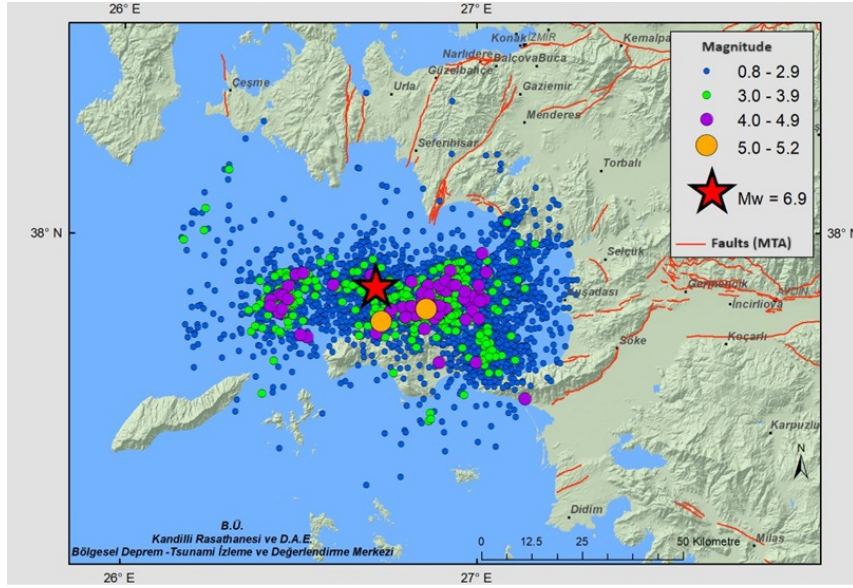 26° E
27° E
Konak
İZMİR
Kemalpa
Narlıdere
Balçova
Buca
Güzelbahçe
Çeşme
Urla
Gaziemir
Menderes
Seferihisar
Torbalı
38° N
38° N
Selçuk
Kuşadası
Germencik
AYDIN
İncirliova
Söke
Koçarlı
Karpuzlu
Didim
Milas
Magnitude
0.8 - 2.9
3.0 - 3.9
4.0 - 4.9
5.0 - 5.2
Mw = 6.9
Faults (MTA)
N
B.Ü.
Kandilli Rasathanesi ve D.A.E.
Bölgesel Deprem -Tsunami İzleme ve Değerlendirme Merkezi
0 12.5 25 50 Kilometre
26° E
27° E